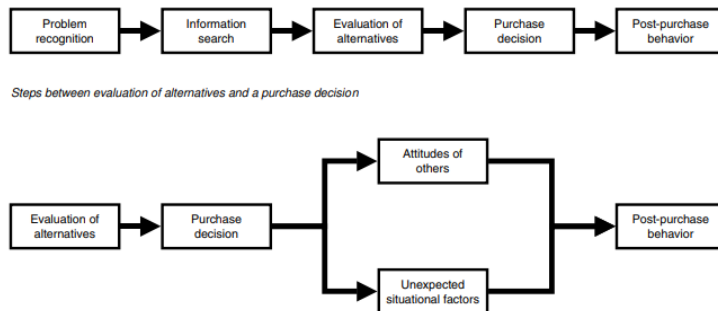 Problem
recognition
Information
search
Evaluation of
alternatives
Purchase
decision
Post-purchase
behavior
Steps between evaluation of alternatives and a purchase decision
Attitudes of
others
Evaluation of
alternatives
Purchase
decision
Post-purchase
behavior
Unexpected
situational factors